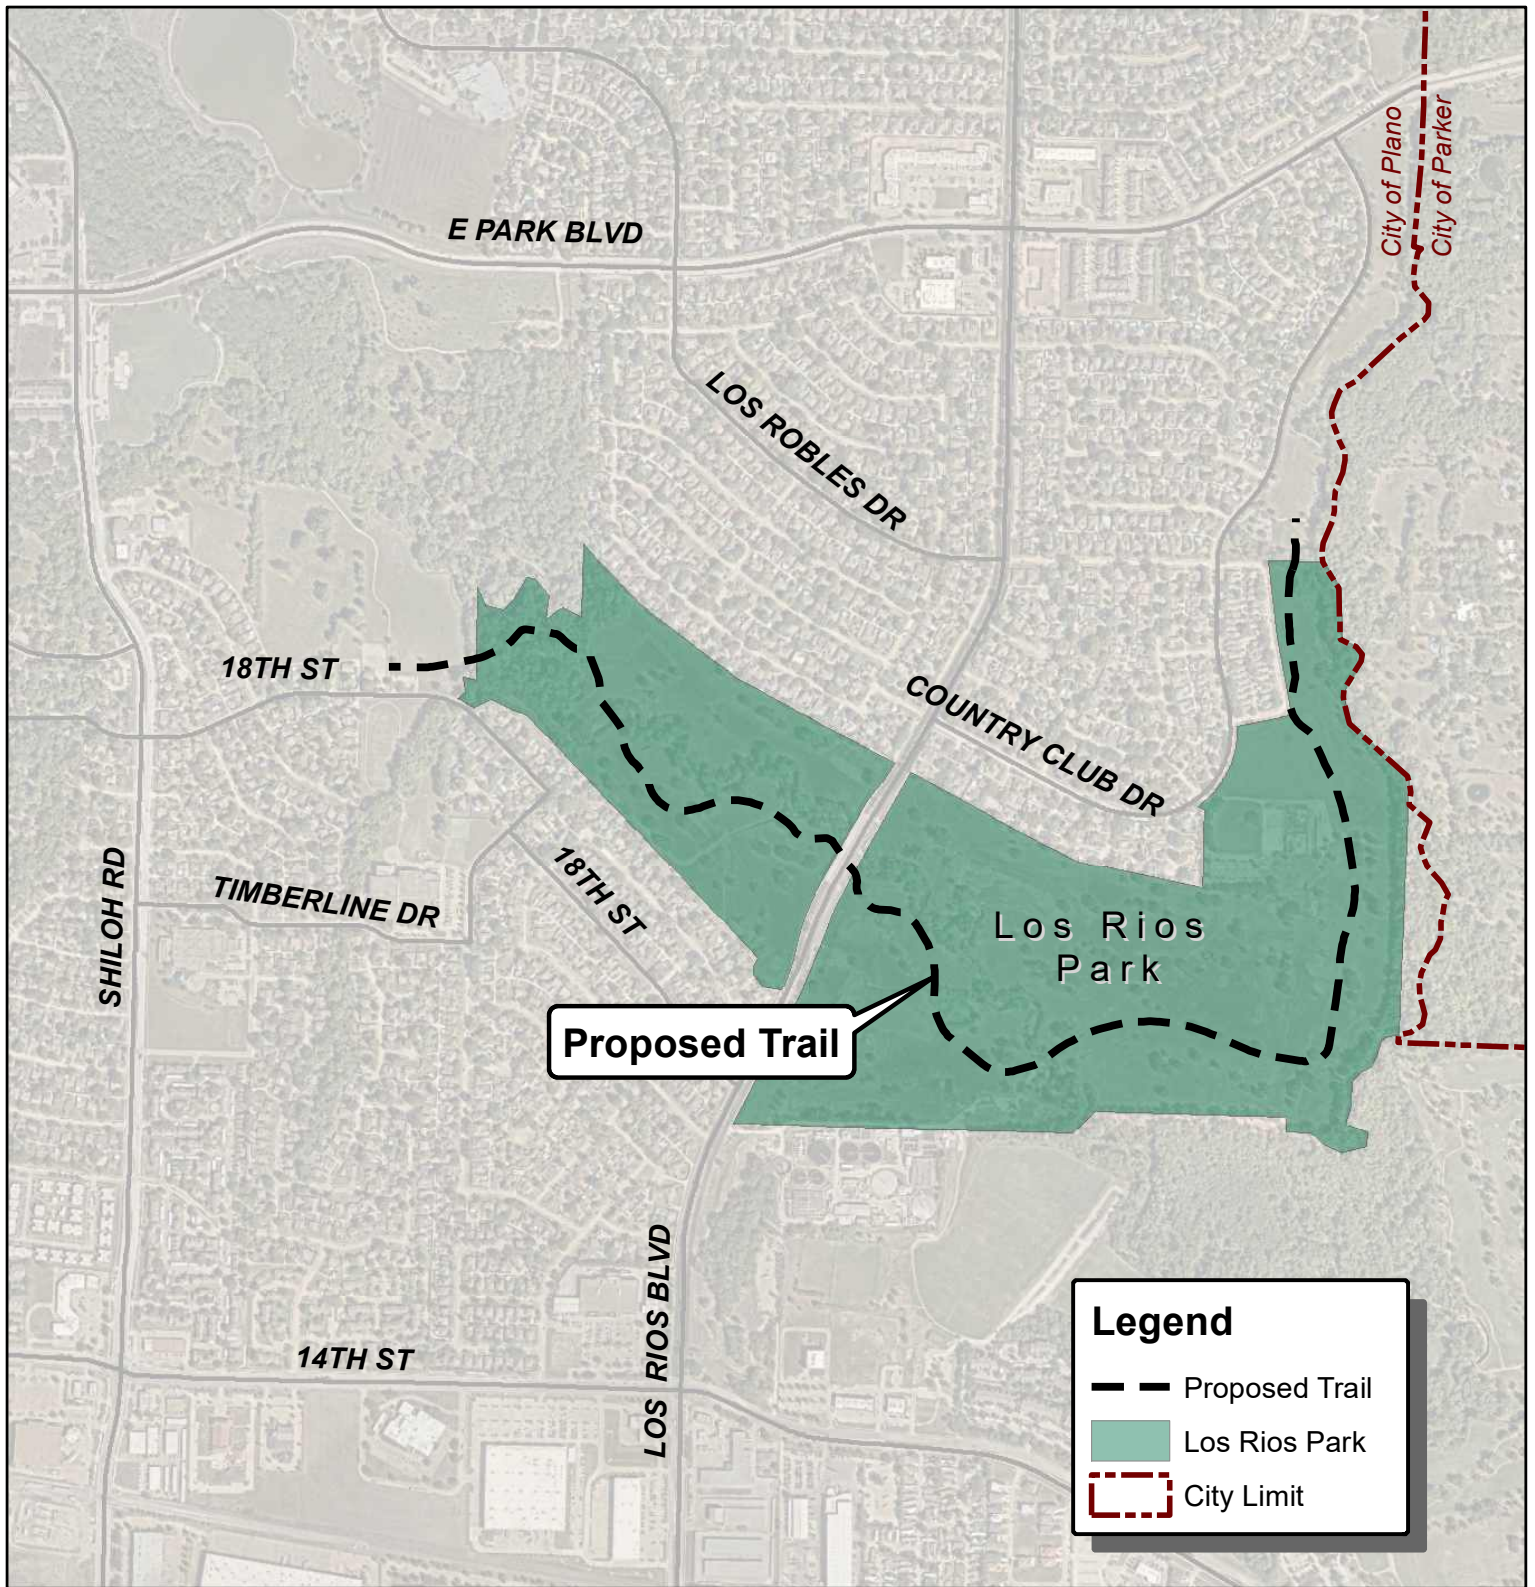 City of Plano
City of Parker
E PARK BLVD
LOS ROBLES DR
18TH ST
COUNTRY CLUB DR
SHILOH RD
TIMBERLINE DR
18TH ST
Los Rios
Park
Proposed Trail
LOS RIOS BLVD
14TH ST
Legend
Proposed Trail
Los Rios Park
City Limit